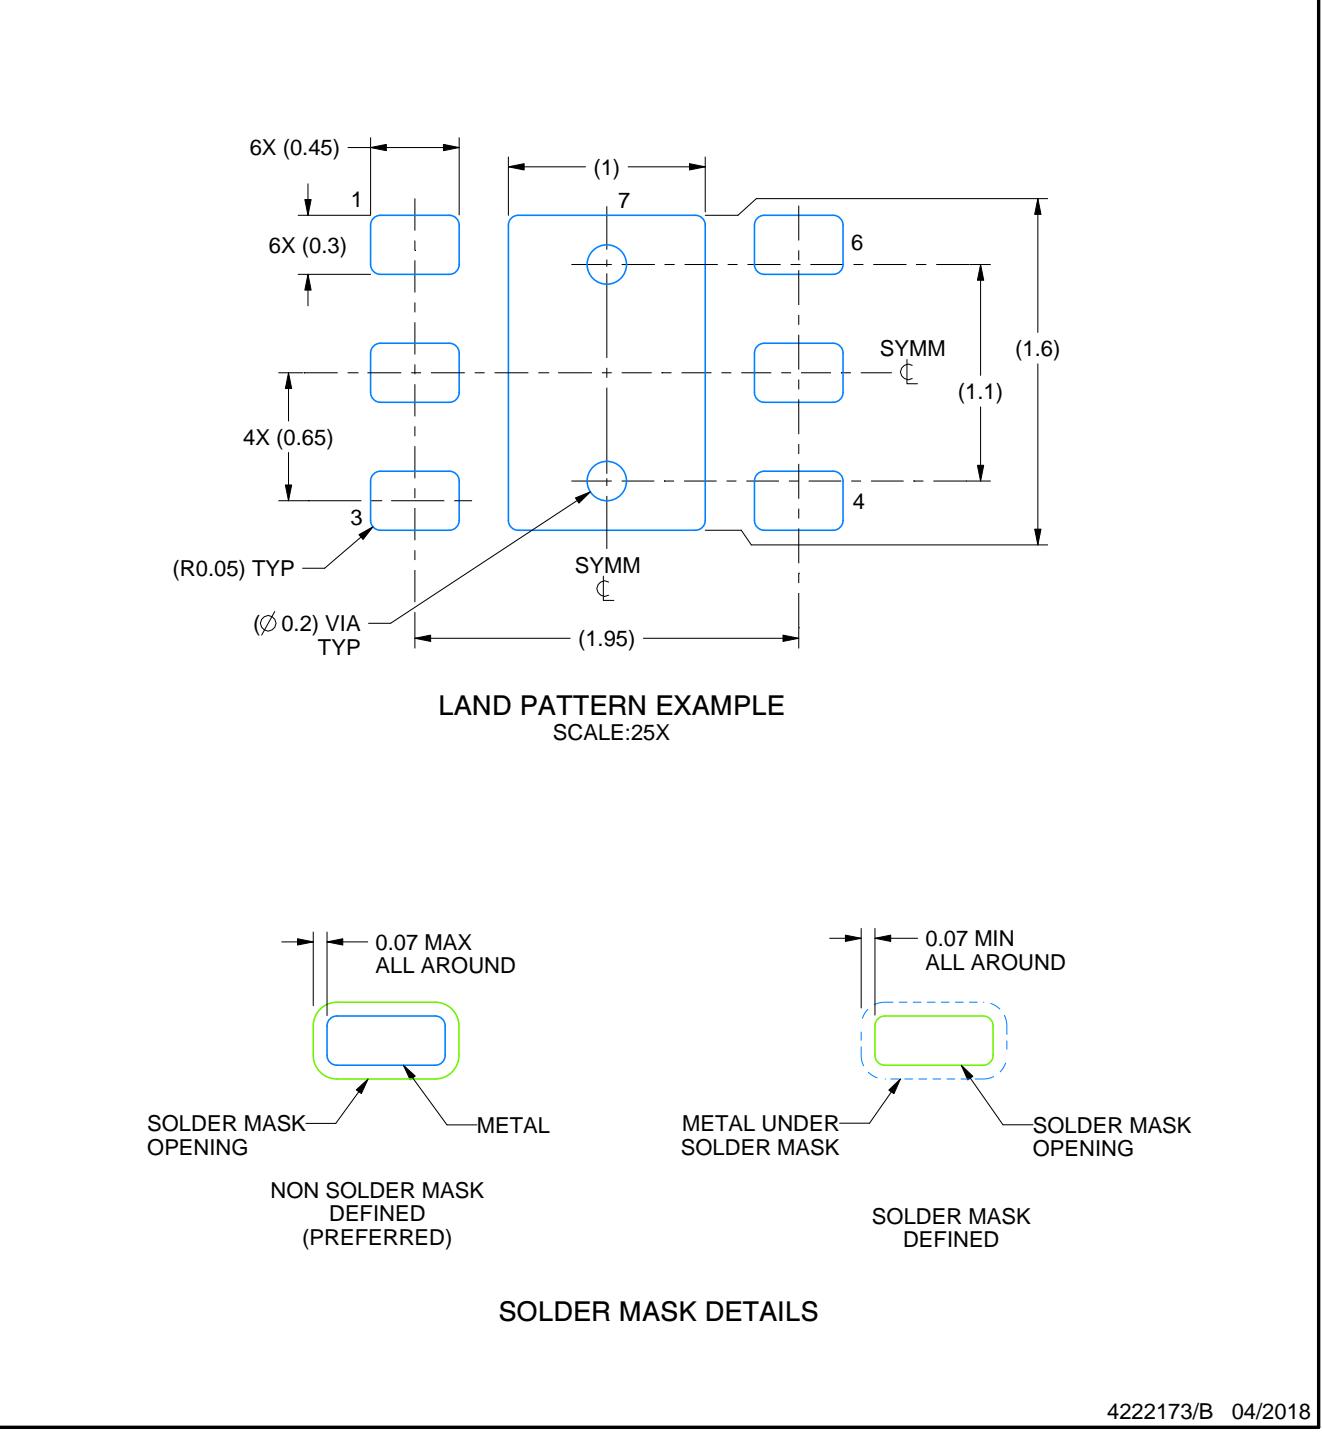 6X (0.45)
(1)
1
7
6X (0.3)
6
SYMM
℄
(1.6)
(1.1)
4X (0.65)
3
4
(R0.05) TYP
SYMM
℄
(∅ 0.2) VIA
TYP
(1.95)
LAND PATTERN EXAMPLE
SCALE:25X
0.07 MAX
ALL AROUND
0.07 MIN
ALL AROUND
SOLDER MASK
OPENING
METAL
METAL UNDER
SOLDER MASK
SOLDER MASK
OPENING
NON SOLDER MASK
DEFINED
(PREFERRED)
SOLDER MASK
DEFINED
SOLDER MASK DETAILS
4222173/B 04/2018